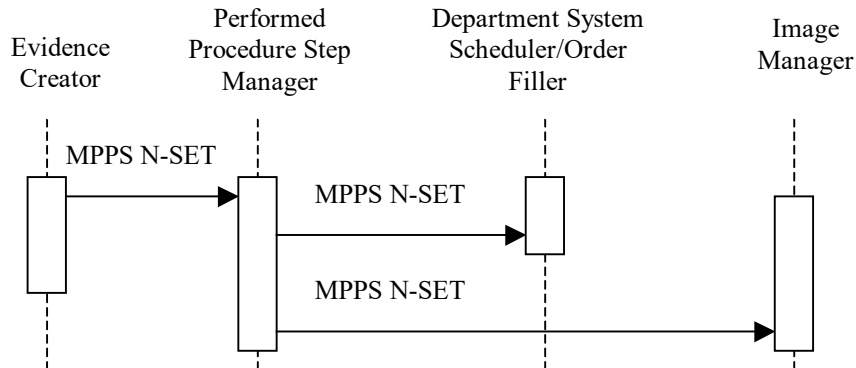 Evidence
Creator
Performed
Procedure Step
Manager
Department System
Scheduler/Order
Filler
Image
Manager
MPPS N-SET
MPPS N-SET
MPPS N-SET